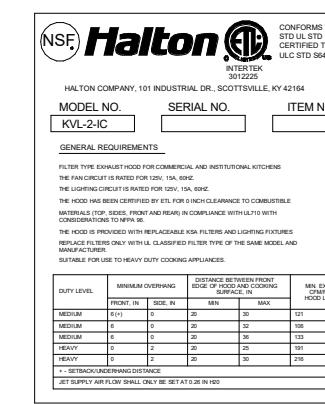 NSF Halton ETL CONFORMS
STD UL STD
CERTIFIED T
ULC STD S64
INTERTEK
3012225
HALTON COMPANY, 101 INDUSTRIAL DR., SCOTTSVILLE, KY 42164
MODEL NO. SERIAL NO. ITEM N
KVL-2-IC
GENERAL REQUIREMENTS
FILTER TYPE EXHAUST HOOD FOR COMMERCIAL AND INSTITUTIONAL KITCHENS
THE FAN CIRCUIT IS RATED FOR 125V, 15A, 60HZ.
THE LIGHTING CIRCUIT IS RATED FOR 125V, 15A, 60HZ.
THE HOOD HAS BEEN CERTIFIED BY ETL FOR 0 INCH CLEARANCE TO COMBUSTIBLE
MATERIALS (TOP, SIDES, FRONT AND REAR) IN COMPLIANCE WITH UL710 WITH
CONSIDERATIONS TO NFPA 96.
THE HOOD IS PROVIDED WITH REPLACEABLE KSA FILTERS AND LIGHTING FIXTURES
REPLACE FILTERS ONLY WITH UL CLASSIFIED FILTER TYPE OF THE SAME MODEL AND
MANUFACTURER.
SUITABLE FOR USE TO HEAVY DUTY COOKING APPLIANCES.
DUTY LEVEL MINIMUM OVERHANG DISTANCE BETWEEN FRONT
EDGE OF HOOD AND COOKING
SURFACE, IN MIN. EX
CFM/
HOOD L
FRONT, IN SIDE, IN MIN MAX
MEDIUM 6 (+) 0 20 30 121
MEDIUM 6 0 20 32 106
MEDIUM 6 0 20 36 133
HEAVY 0 2 20 25 191
HEAVY 0 2 20 30 216
+ - SETBACK/UNDERHANG DISTANCE
JET SUPPLY AIR FLOW SHALL ONLY BE SET AT 0.26 IN H20